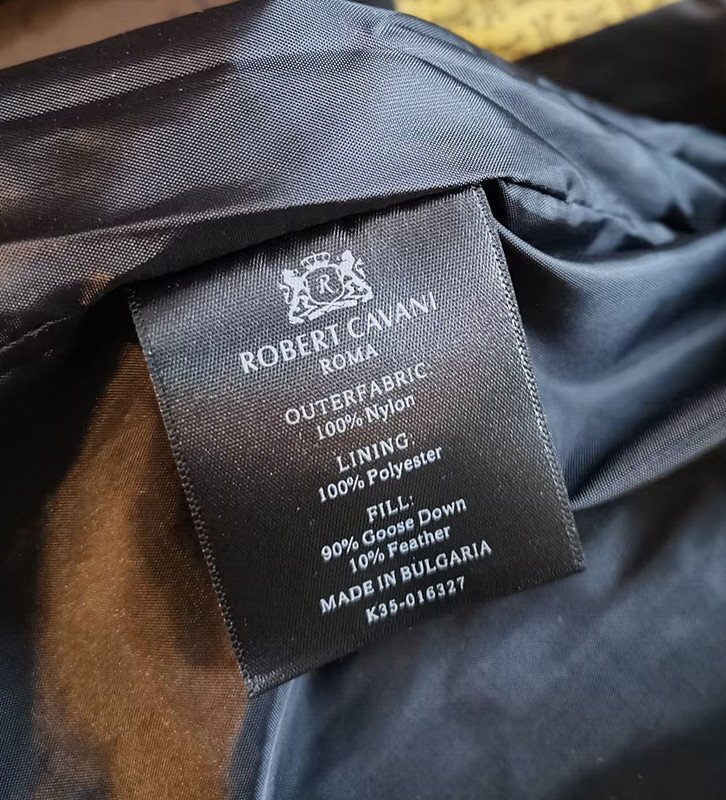 R
ROBERT CAVANI
ROMA
OUTERFABRIC:
100% Nylon
LINING:
100% Polyester
FILL:
90% Goose Down
10% Feather
MADE IN BULGARIA
K35-016327